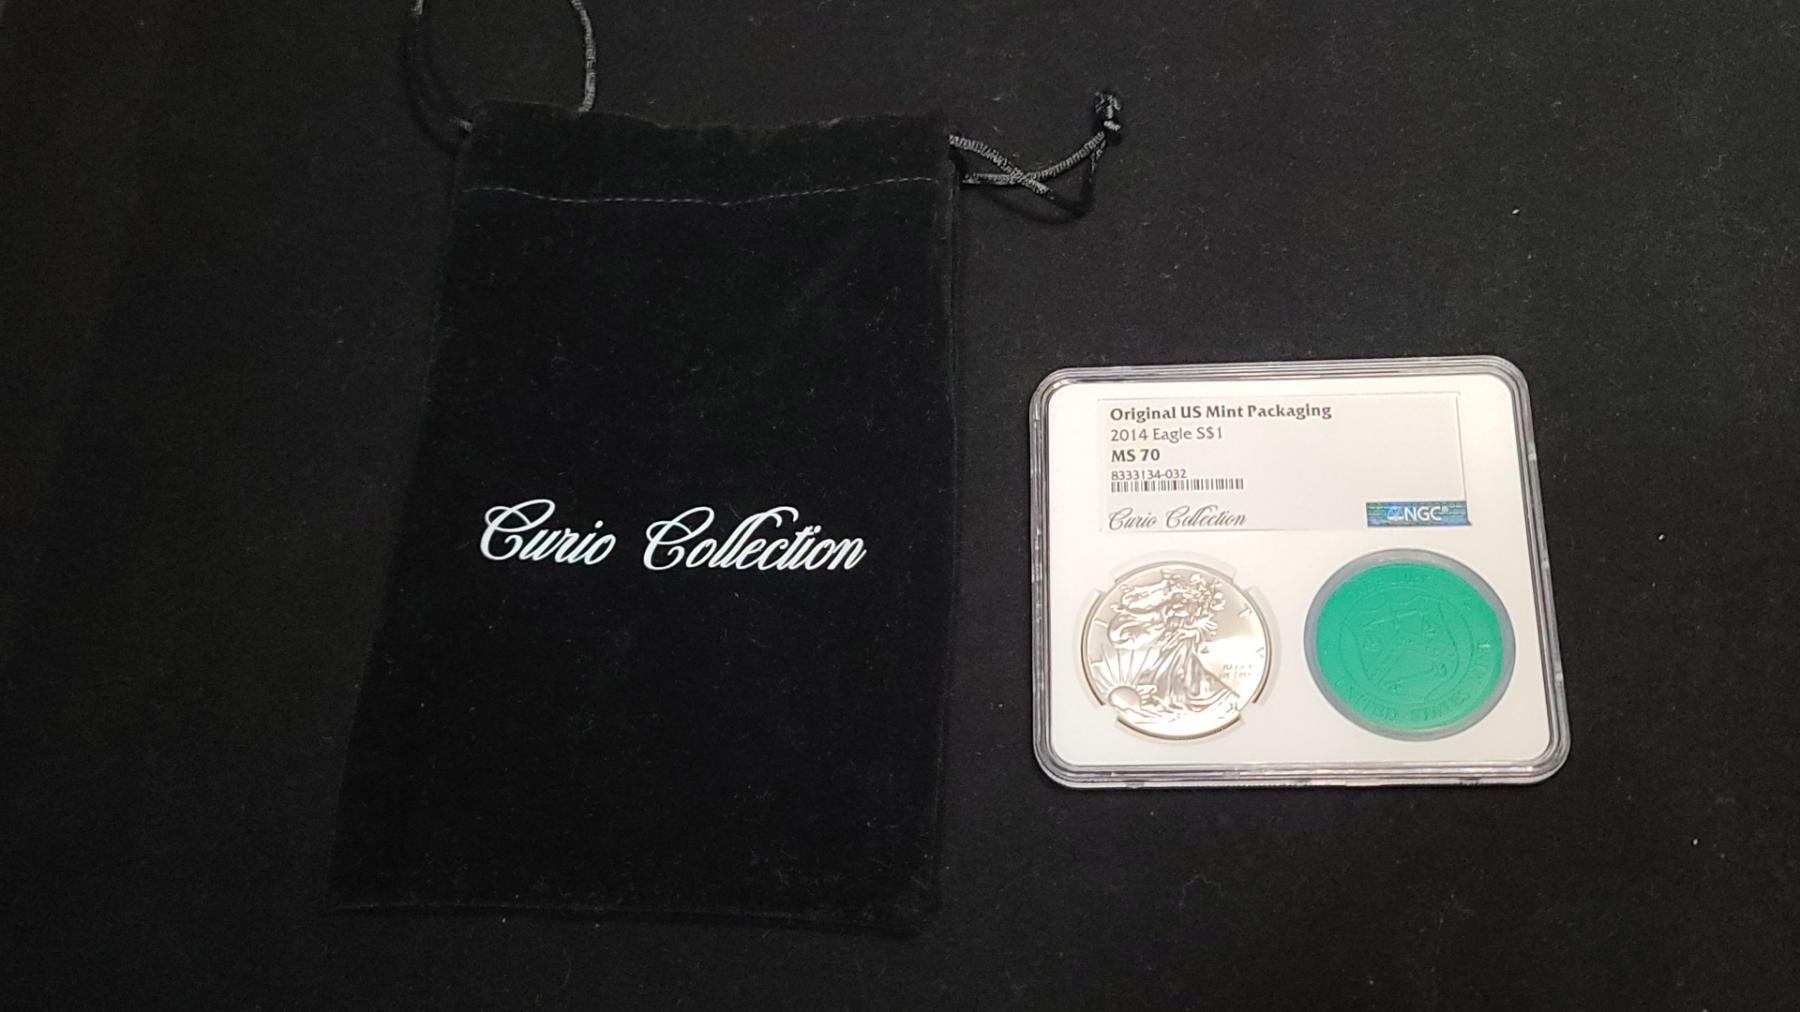 Curio Collection
Original US Mint Packaging
2014 Eagle S$1
MS 70
8333134-032
Curio Collection
NGC®